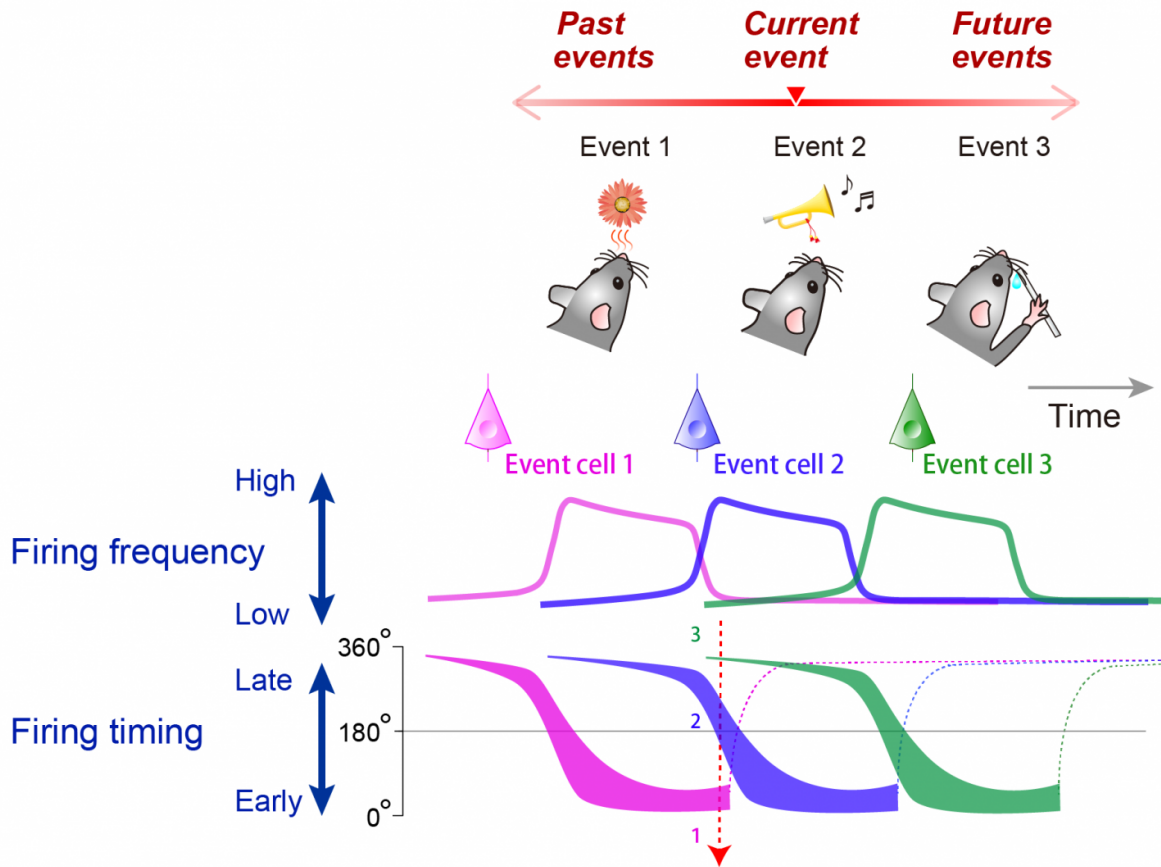 Past events
Current event
Future events
Event 1
Event 2
Event 3
Time
Event cell 1
Event cell 2
Event cell 3
High
Firing frequency
Low
3
360°
Late
2
Firing timing
180°
Early
0°
1